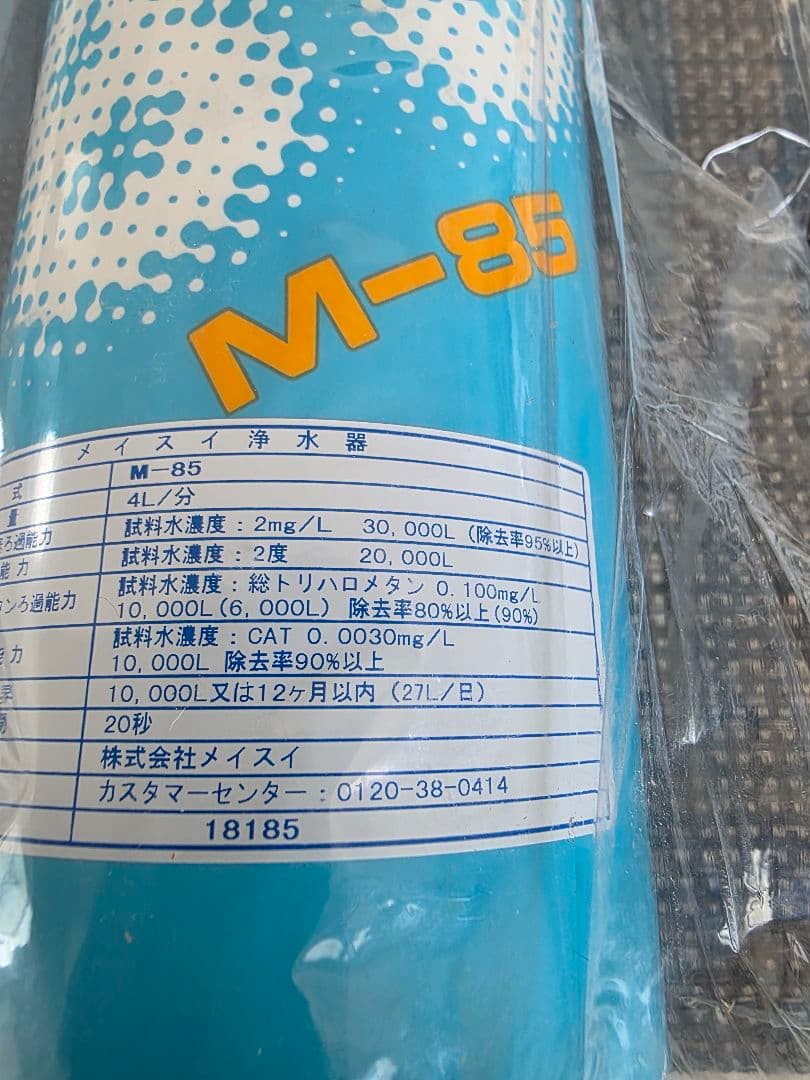 M-85
メイスイ浄水器
式 M-85
量 4L/分
ろ過能力 試料水濃度:2mg/L 30,000L (除去率95%以上)
能力 試料水濃度:2度 20,000L
試料水濃度:総トリハロメタン 0.100mg/L
ンろ過能力 10,000L(6,000L) 除去率80%以上(90%)
試料水濃度:CAT 0.0030mg/L
能力 10,000L 除去率90%以上
10,000L又は12ヶ月以内 (27L/日)
20秒
株式会社メイスイ
カスタマーセンター:0120-38-0414
18185